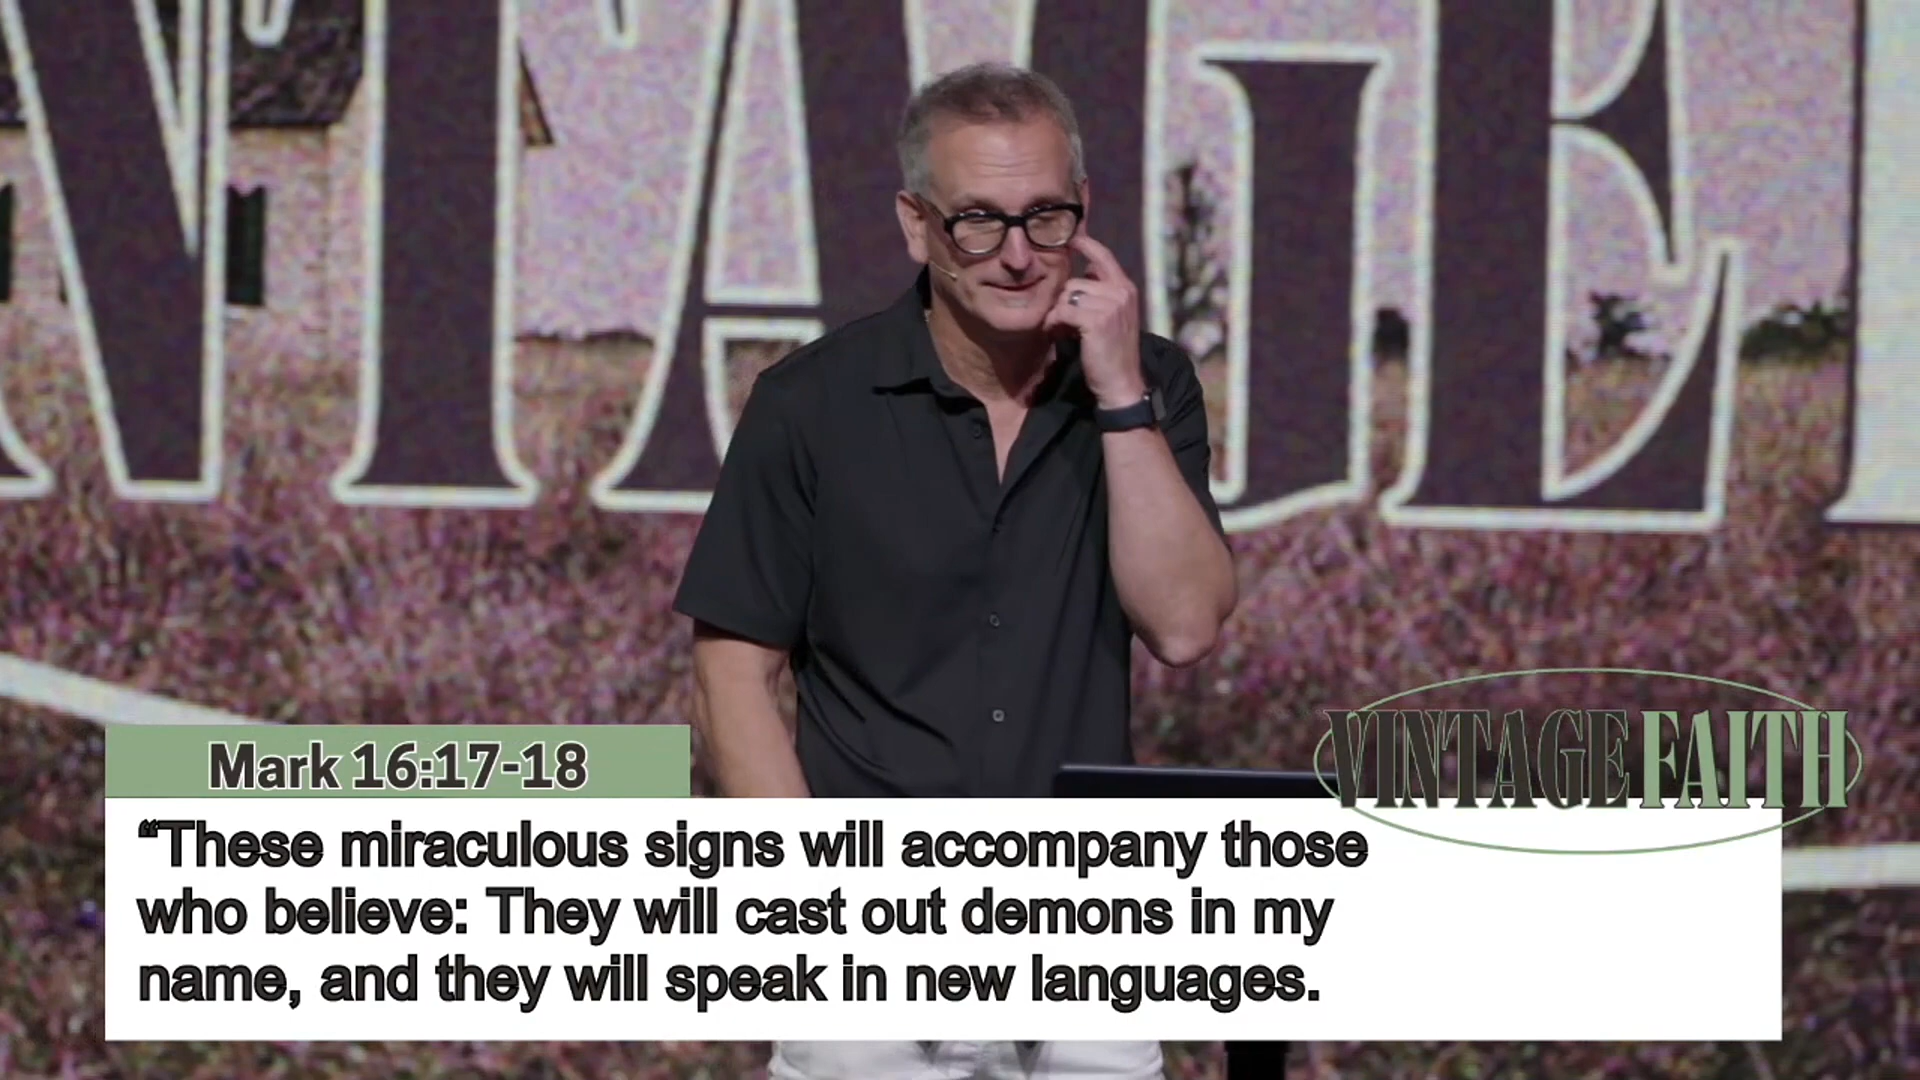 NTAGE
Mark 16:17-18
VINTAGE FAITH
“These miraculous signs will accompany those
who believe: They will cast out demons in my
name, and they will speak in new languages.